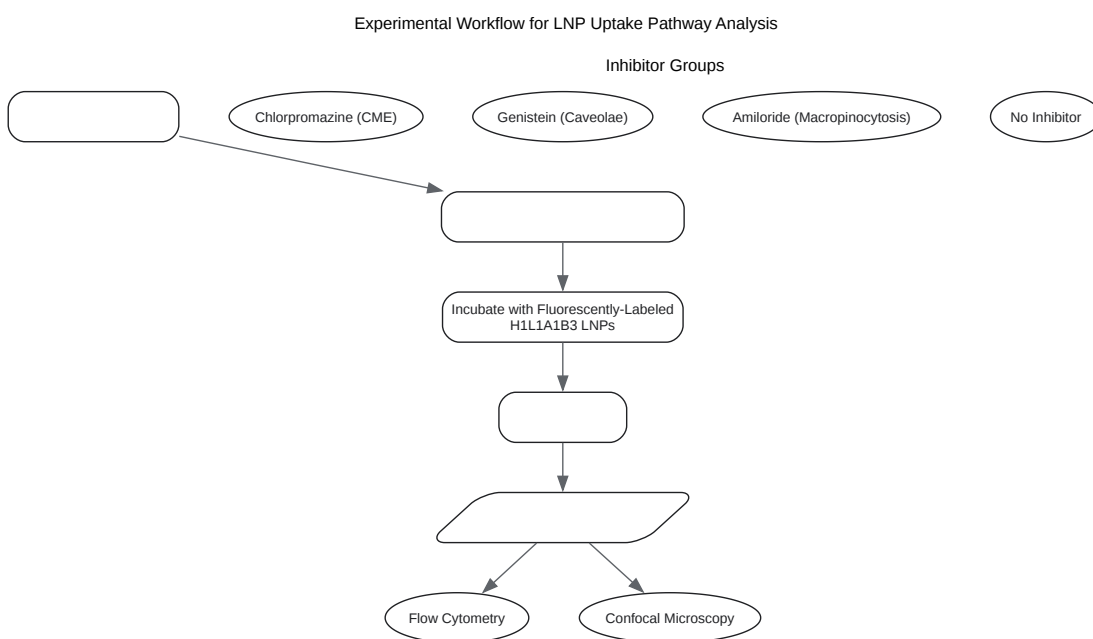 Experimental Workflow for LNP Uptake Pathway Analysis
Inhibitor Groups
Chlorpromazine (CME)
Genistein (Caveolae)
Amiloride (Macropinocytosis)
No Inhibitor
Incubate with Fluorescently-Labeled
H1L1A1B3 LNPs
Flow Cytometry
Confocal Microscopy